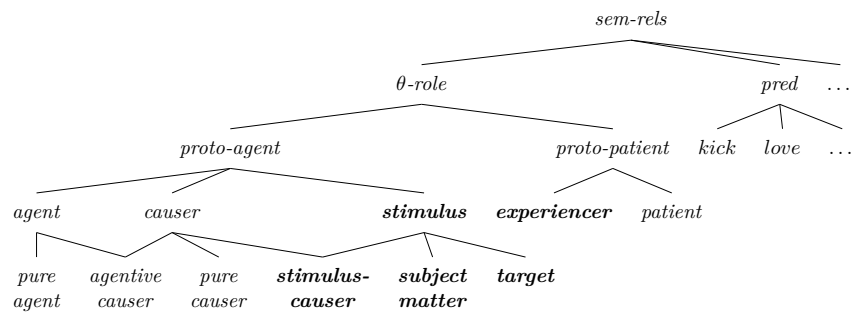 sem-rels
θ-role pred ...
proto-agent proto-patient kick love ...
agent causer stimulus experiencer patient
pure agentive pure stimulus- subject target
agent causer causer causer matter